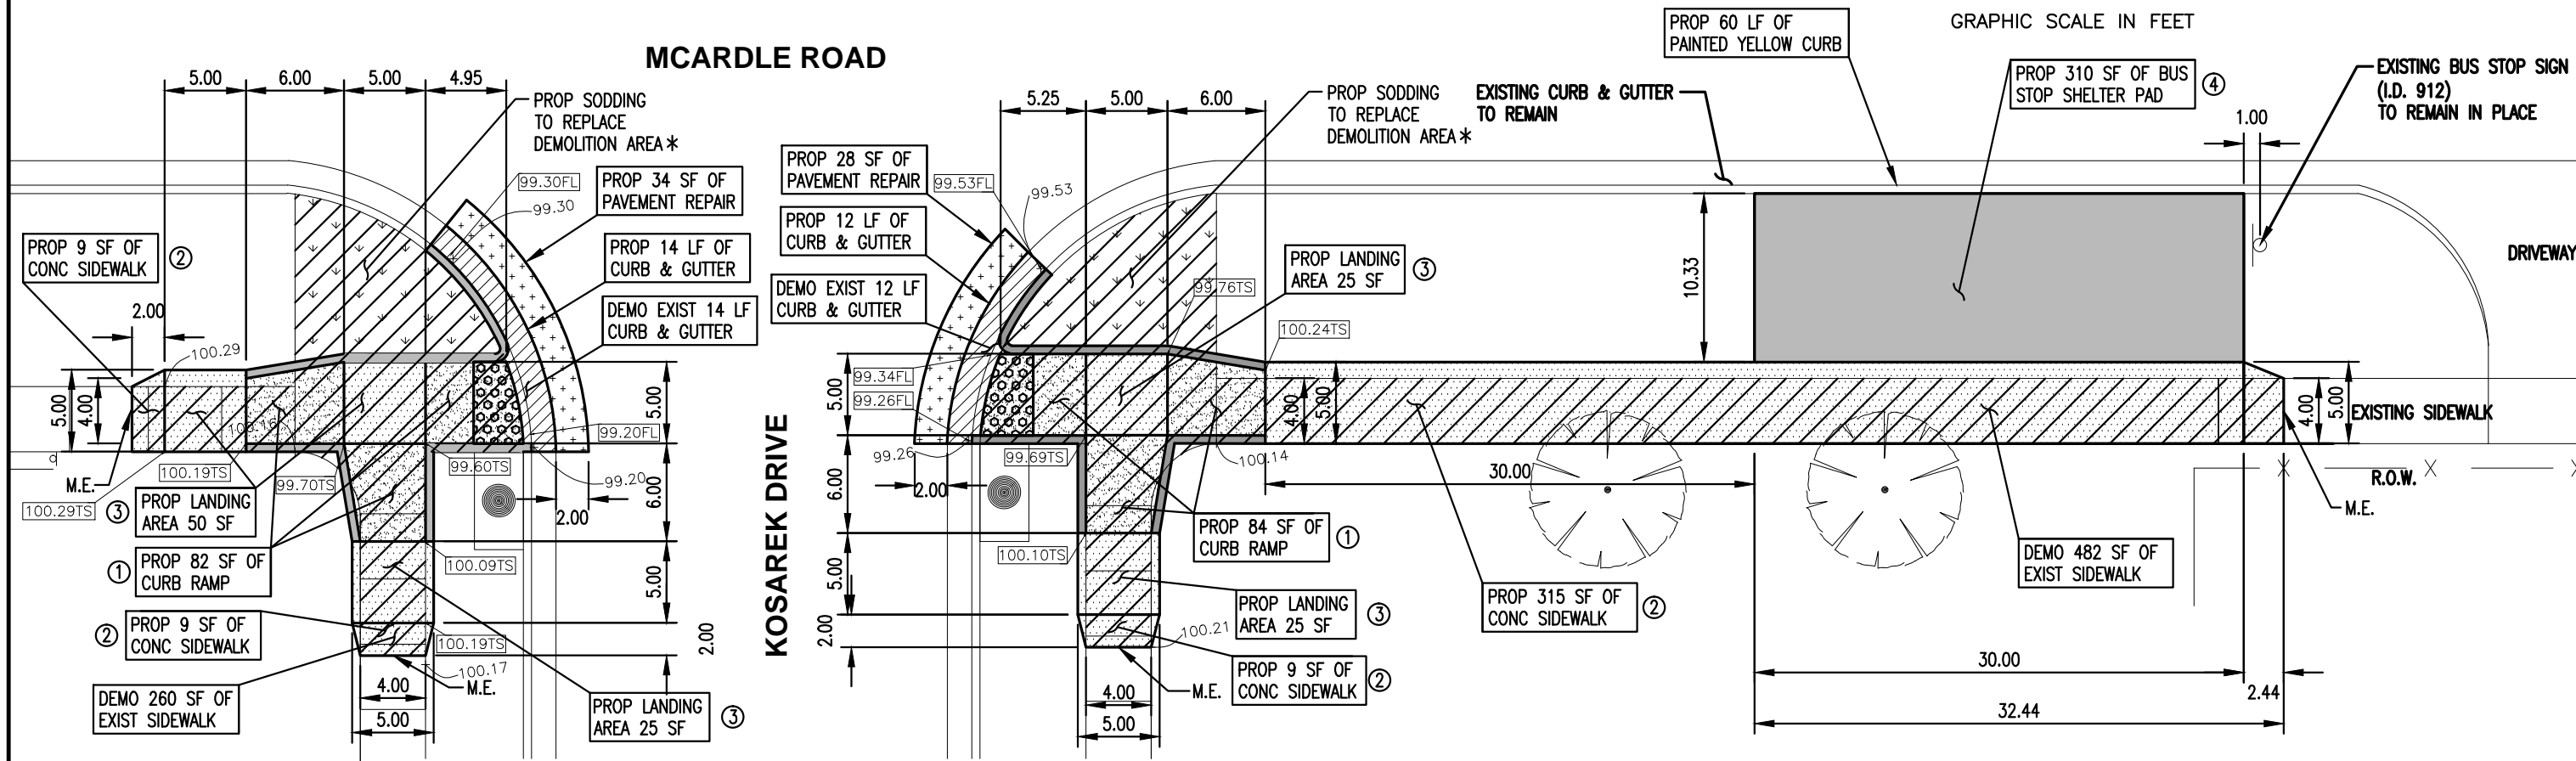 GRAPHIC SCALE IN FEET
MCARDLE ROAD
KOSAREK DRIVE
5.00
6.00
5.00
4.95
PROP SODDING
TO REPLACE
DEMOLITION AREA*
99.30FL
99.30
PROP 34 SF OF
PAVEMENT REPAIR
PROP 14 LF OF
CURB & GUTTER
DEMO EXIST 14 LF
CURB & GUTTER
PROP 9 SF OF
CONC SIDEWALK
②
2.00
100.29
5.00
4.00
100.16
M.E.
100.19TS
100.29TS
99.70TS
99.60TS
99.20FL
99.20
5.00
6.00
5.00
2.00
2.00
③
PROP LANDING
AREA 50 SF
①
PROP 82 SF OF
CURB RAMP
100.09TS
②
PROP 9 SF OF
CONC SIDEWALK
100.19TS
100.17
M.E.
DEMO 260 SF OF
EXIST SIDEWALK
4.00
5.00
PROP LANDING
AREA 25 SF
③
5.25
5.00
6.00
PROP SODDING
TO REPLACE
DEMOLITION AREA*
PROP 28 SF OF
PAVEMENT REPAIR
99.53FL
99.53
PROP 12 LF OF
CURB & GUTTER
DEMO EXIST 12 LF
CURB & GUTTER
PROP LANDING
AREA 25 SF
③
99.76TS
100.24TS
99.34FL
99.26FL
99.26
5.00
6.00
5.00
2.00
2.00
99.69TS
100.14
4.00
5.00
100.10TS
PROP 84 SF OF
CURB RAMP
①
PROP LANDING
AREA 25 SF
③
100.21
PROP 9 SF OF
CONC SIDEWALK
②
M.E.
4.00
5.00
EXISTING CURB & GUTTER
TO REMAIN
PROP 60 LF OF
PAINTED YELLOW CURB
PROP 310 SF OF BUS
STOP SHELTER PAD
④
EXISTING BUS STOP SIGN
(I.D. 912)
TO REMAIN IN PLACE
1.00
DRIVEWAY
10.33
4.00
5.00
EXISTING SIDEWALK
R.O.W.
X
X
X
M.E.
30.00
PROP 315 SF OF
CONC SIDEWALK
②
DEMO 482 SF OF
EXIST SIDEWALK
30.00
2.44
32.44